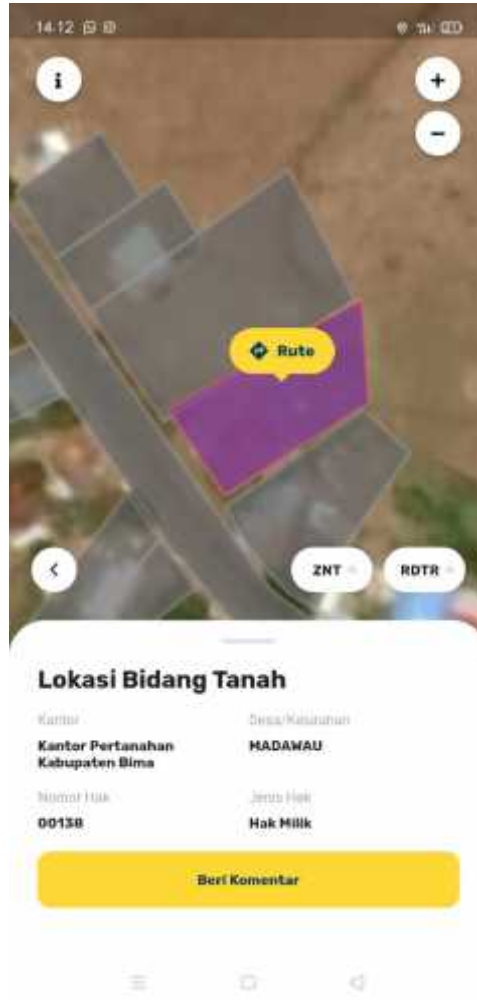 14.12
Rute
ZNT
RDTR
Lokasi Bidang Tanah
Kantor
Desa/Kelurahan
Kantor Pertanahan
Kabupaten Bima
MADAWAU
Nomor Hak
Jenis Hak
00138
Hak Milik
Beri Komentar